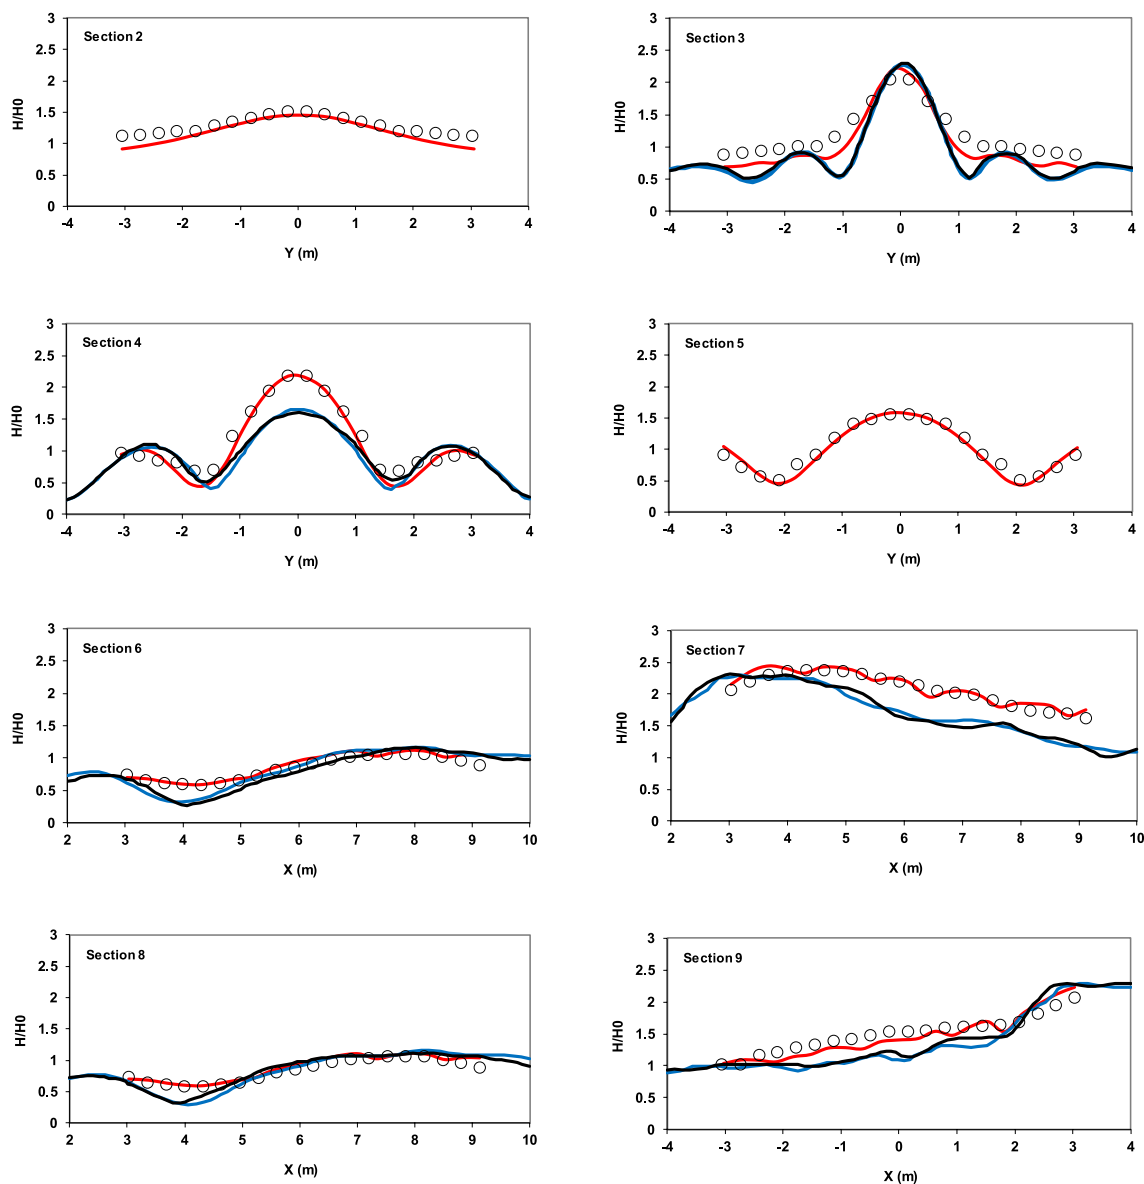 Section 2
3
2.5
2
1.5
1
0.5
0
H/H0
-4 -3 -2 -1 0 1 2 3 4
Y (m)
Section 3
3
2.5
2
1.5
1
0.5
0
H/H0
-4 -3 -2 -1 0 1 2 3 4
Y (m)
Section 4
3
2.5
2
1.5
1
0.5
0
H/H0
-4 -3 -2 -1 0 1 2 3 4
Y (m)
Section 5
3
2.5
2
1.5
1
0.5
0
H/H0
-4 -3 -2 -1 0 1 2 3 4
Y (m)
Section 6
3
2.5
2
1.5
1
0.5
0
H/H0
2 3 4 5 6 7 8 9 10
X (m)
Section 7
3
2.5
2
1.5
1
0.5
0
H/H0
2 3 4 5 6 7 8 9 10
X (m)
Section 8
3
2.5
2
1.5
1
0.5
0
H/H0
2 3 4 5 6 7 8 9 10
X (m)
Section 9
3
2.5
2
1.5
1
0.5
0
H/H0
-4 -3 -2 -1 0 1 2 3 4
X (m)